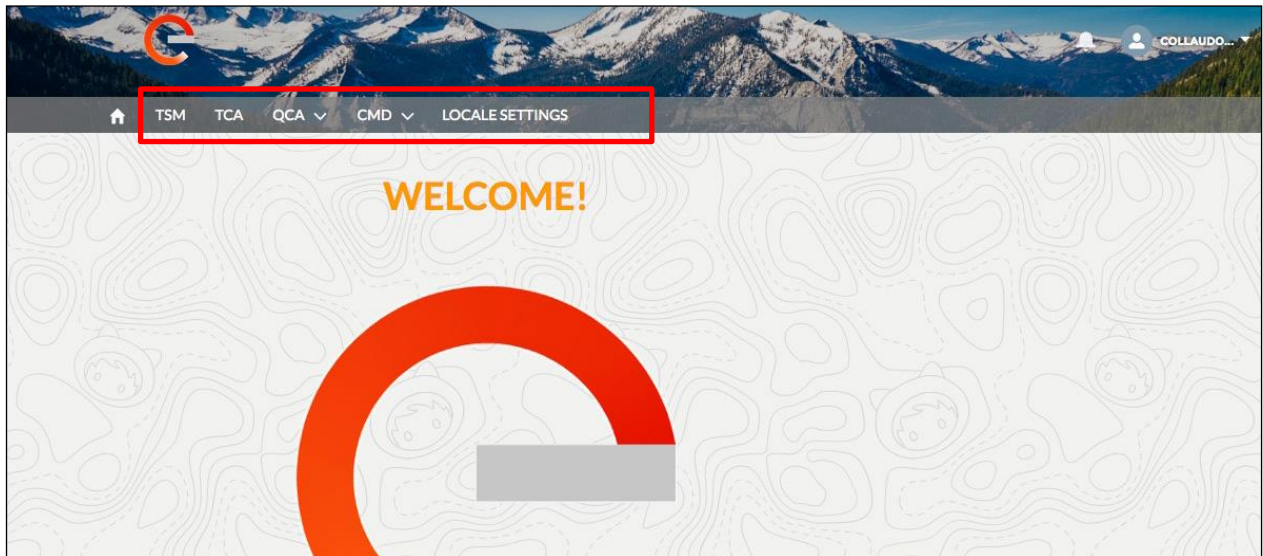 COLLAUDO...
TSM TCA QCA CMD LOCALE SETTINGS
WELCOME!